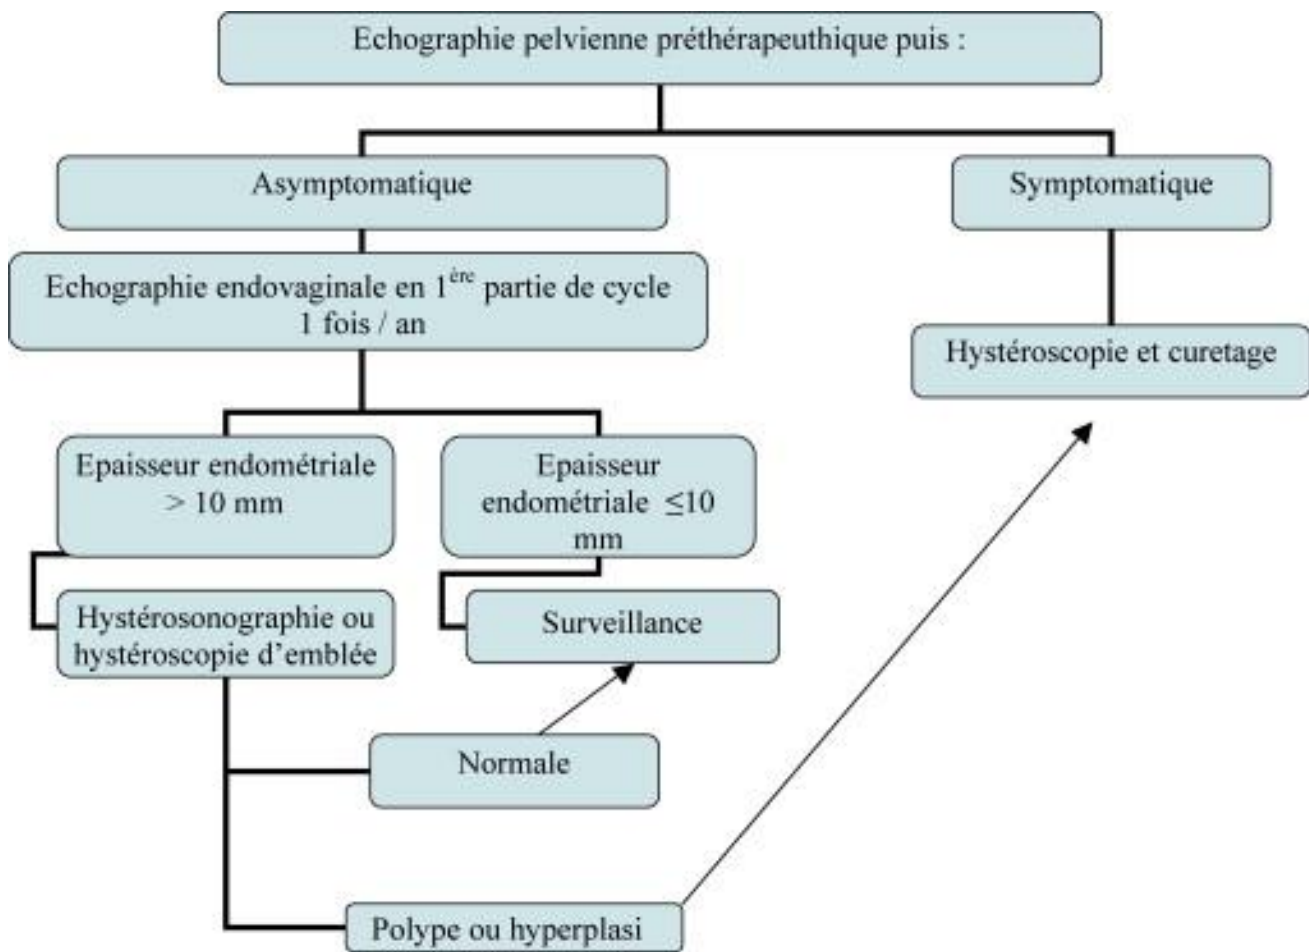 Echographie pelvienne préthérapeuthique puis :
Asymptomatique
Symptomatique
Echographie endovaginale en 1ère partie de cycle
1 fois / an
Hystéroscopie et curetage
Epaisseur endométriale
> 10 mm
Epaisseur
endométriale ≤10
mm
Hystérosonographie ou
hystéroscopie d'emblée
Surveillance
Normale
Polype ou hyperplasi